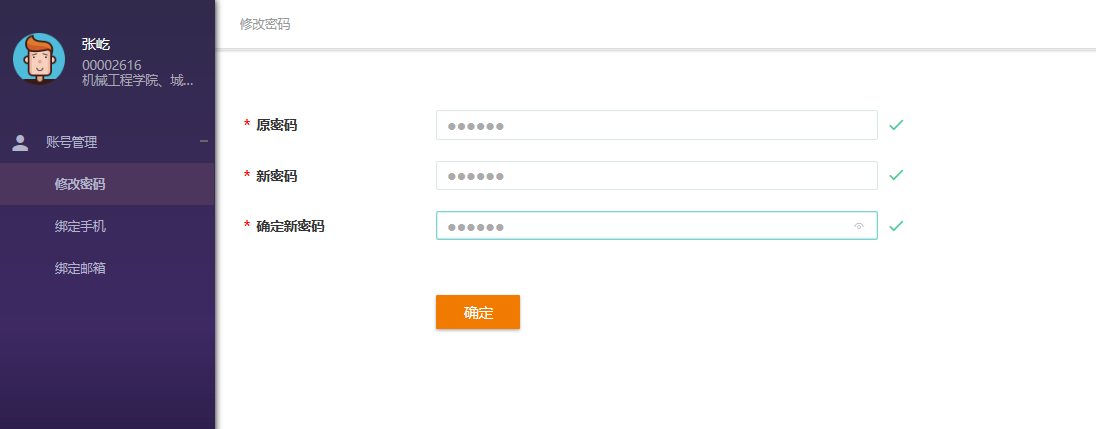 修改密码
张屹
00002616
机械工程学院、城...
账号管理
修改密码
绑定手机
绑定邮箱
* 原密码
●●●●●●
* 新密码
●●●●●●
* 确定新密码
●●●●●●
确定